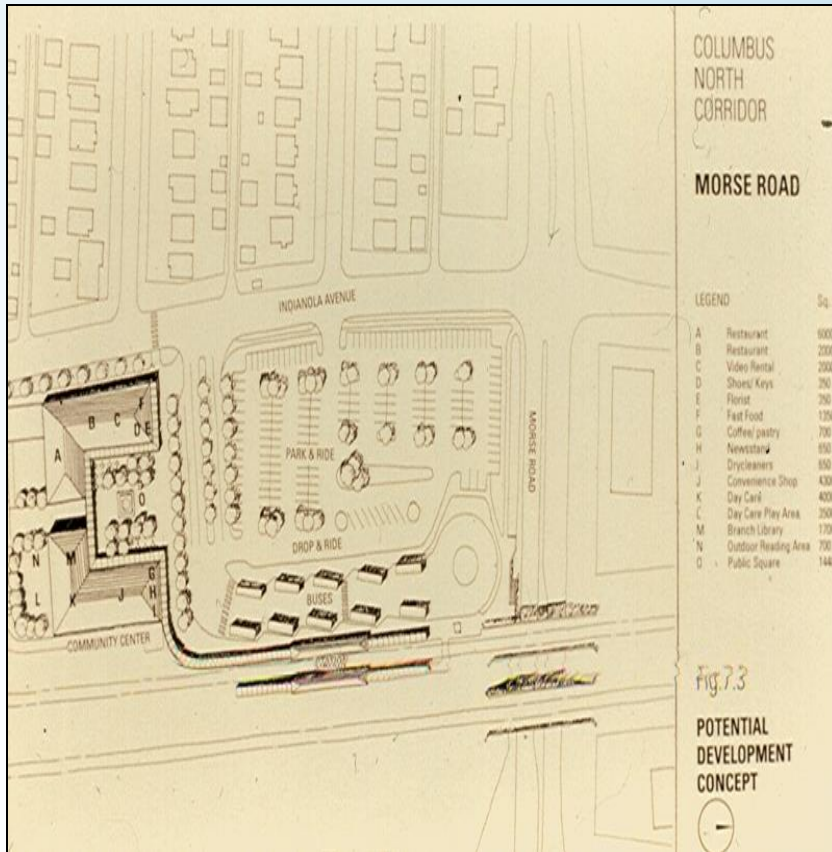 COLUMBUS
NORTH
CORRIDOR
MORSE ROAD
LEGEND Sq.
A Restaurant
B Restaurant
C Video Rental
D Shoes/ Keys
E Florist
F Fast Food
G Coffee/ pastry
H Newsstand
J Drycleaners
J Convenience Shop
K Day Care
Day Care Play Area
M Branch Library
N Outdoor Reading Area
O Public Square
Fig.7.3
POTENTIAL
DEVELOPMENT
CONCEPT
INDIANOLA AVENUE
MORSE ROAD
PARK & RIDE
DROP & RIDE
BUSES
COMMUNITY CENTER
A
B
C
F
D E
O
N
M
L
K
J
G
H